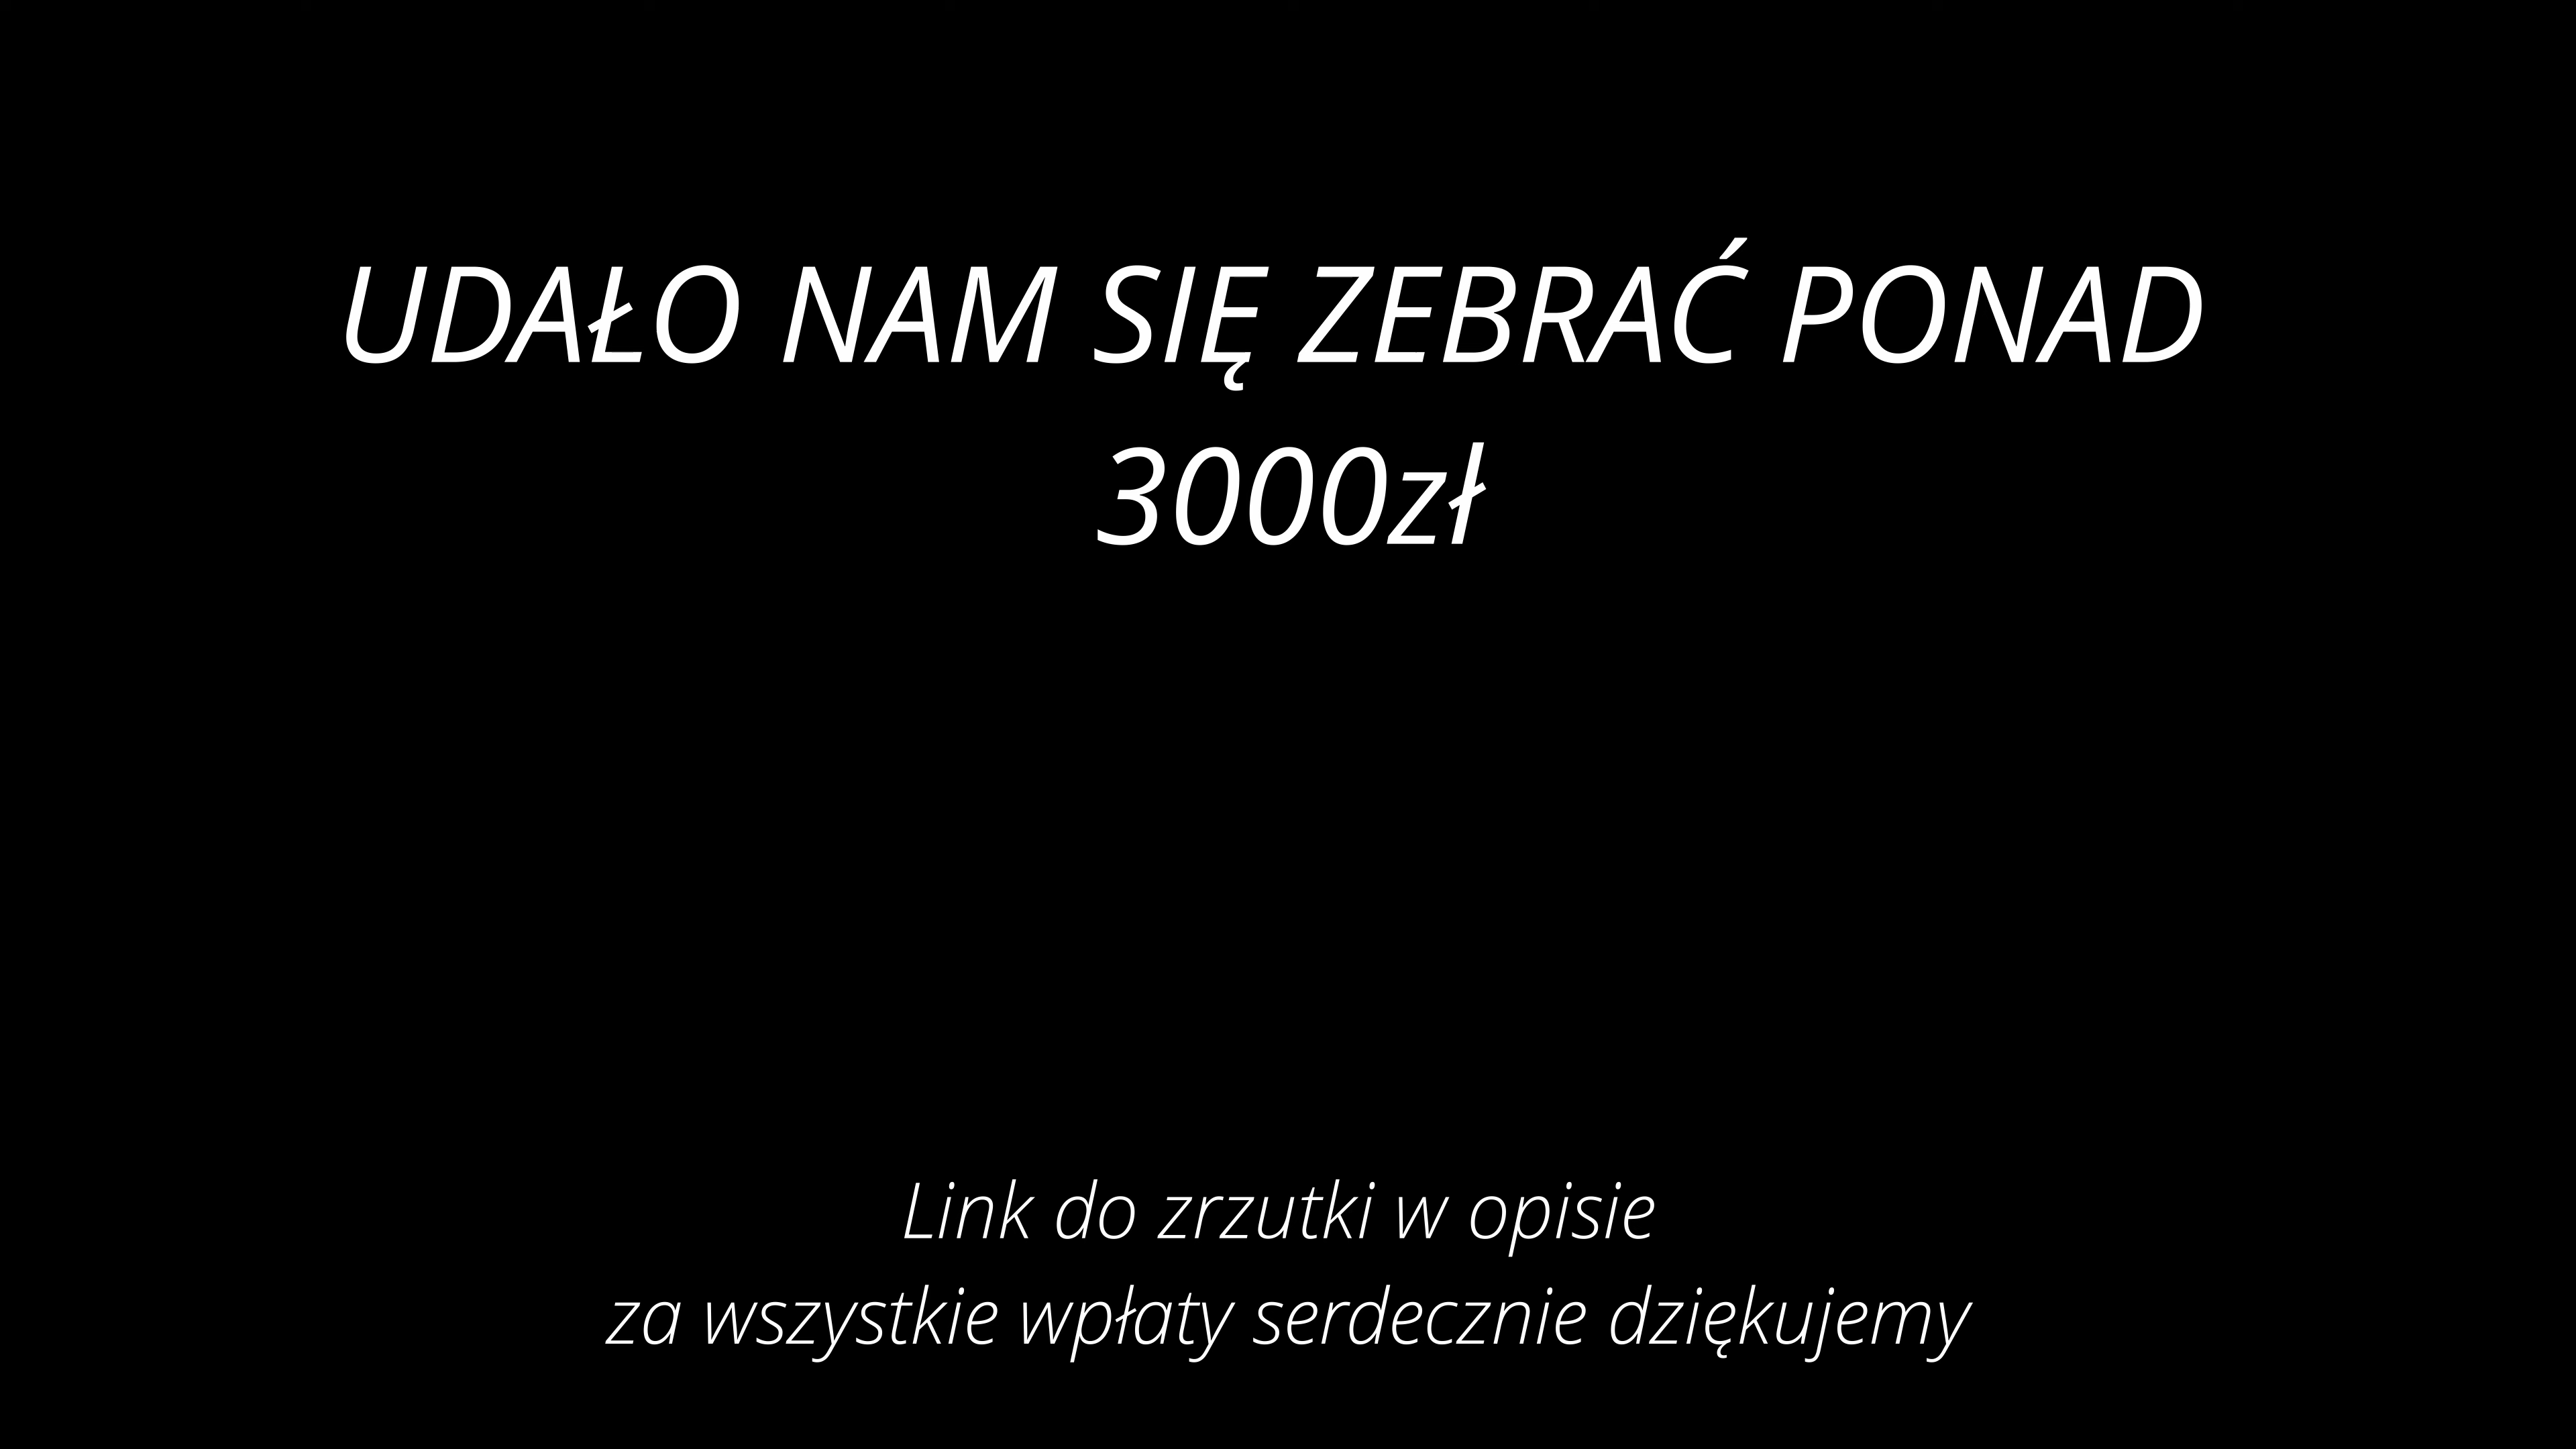 UDAŁO NAM SIĘ ZEBRAĆ PONAD
3000zł
Link do zrzutki w opisie
za wszystkie wpłaty serdecznie dziękujemy